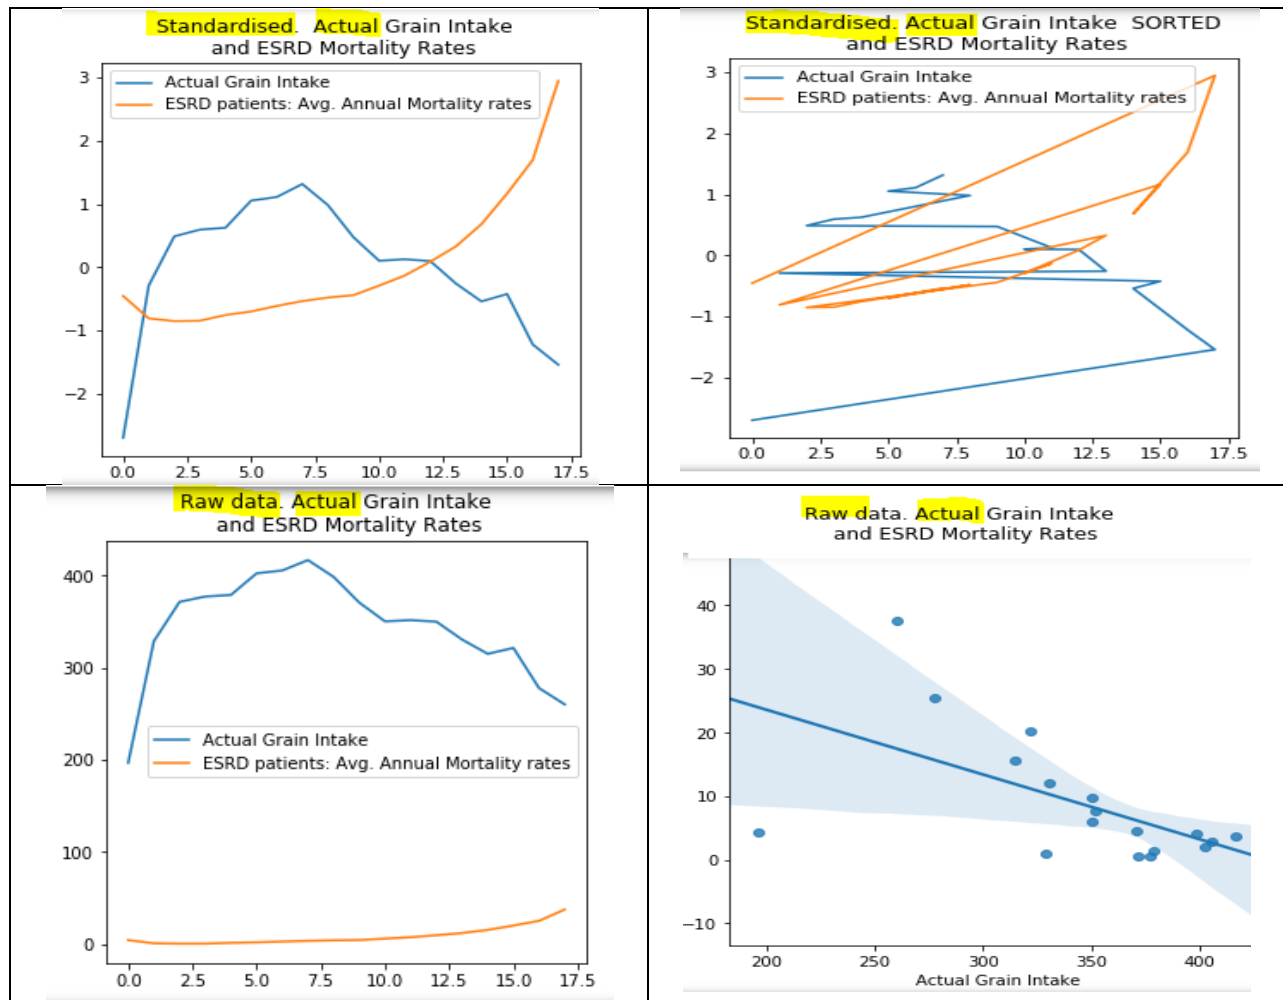 Standardised. Actual Grain Intake
and ESRD Mortality Rates
3
2
1
0
−1
−2
Actual Grain Intake
ESRD patients: Avg. Annual Mortality rates
0.0 2.5 5.0 7.5 10.0 12.5 15.0 17.5
Standardised. Actual Grain Intake SORTED
and ESRD Mortality Rates
3
2
1
0
−1
−2
Actual Grain Intake
ESRD patients: Avg. Annual Mortality rates
0.0 2.5 5.0 7.5 10.0 12.5 15.0 17.5
Raw data. Actual Grain Intake
and ESRD Mortality Rates
400
300
200
100
0
Actual Grain Intake
ESRD patients: Avg. Annual Mortality rates
0.0 2.5 5.0 7.5 10.0 12.5 15.0 17.5
Raw data. Actual Grain Intake
and ESRD Mortality Rates
40
30
20
10
0
−10
200 250 300 350 400
Actual Grain Intake